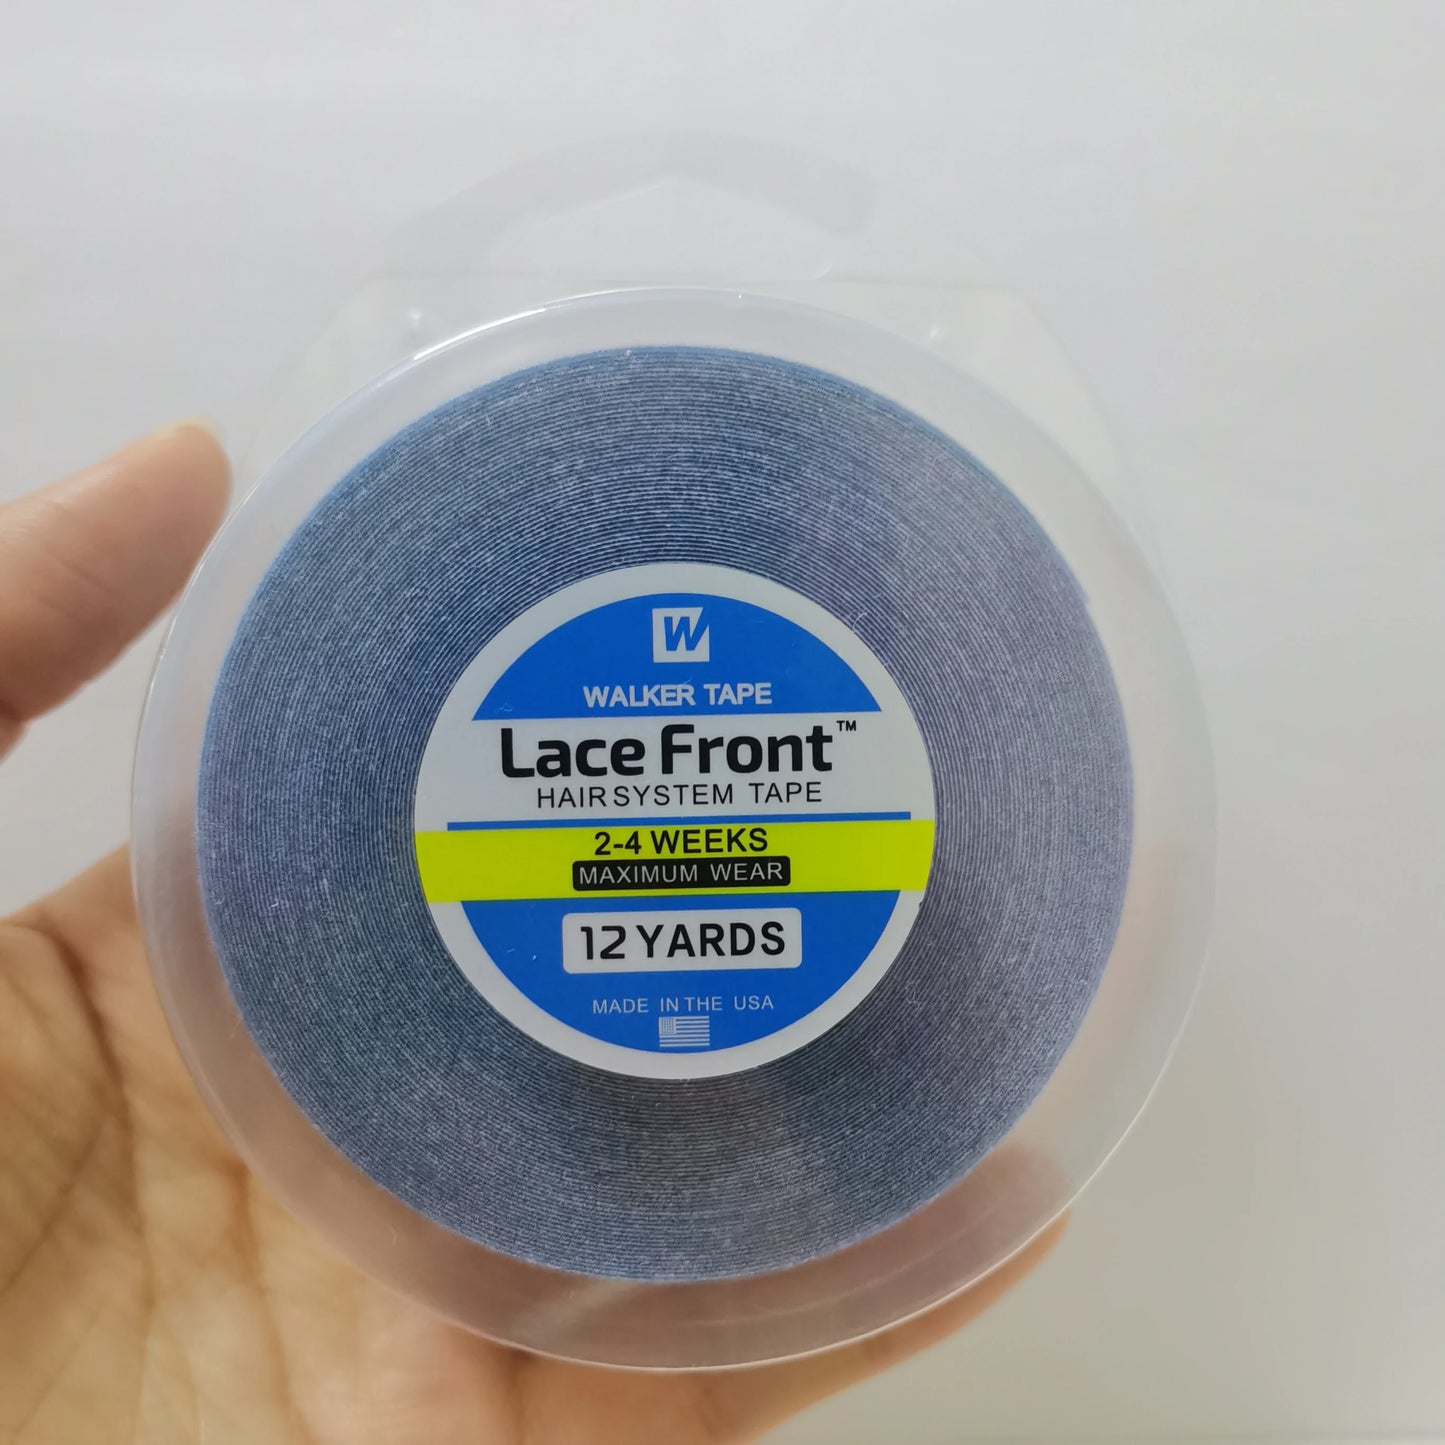 W
WALKER TAPE
Lace Front™
HAIR SYSTEM TAPE
2-4 WEEKS
MAXIMUM WEAR
12 YARDS
MADE IN THE USA